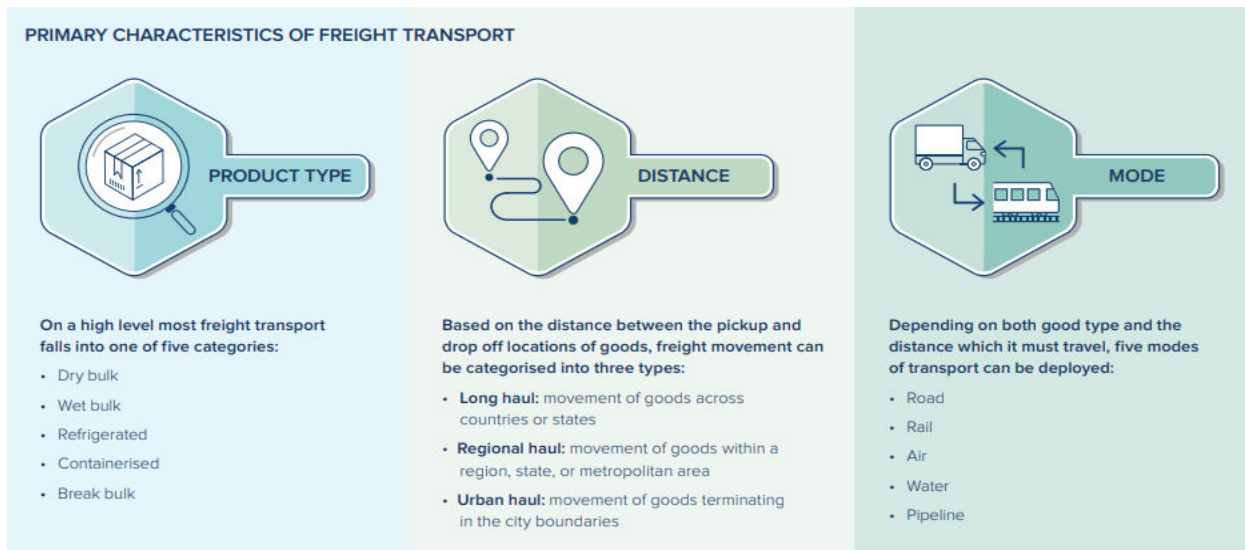 PRIMARY CHARACTERISTICS OF FREIGHT TRANSPORT
PRODUCT TYPE
On a high level most freight transport
falls into one of five categories:
• Dry bulk
• Wet bulk
• Refrigerated
• Containerised
• Break bulk
DISTANCE
Based on the distance between the pickup and
drop off locations of goods, freight movement can
be categorised into three types:
• Long haul: movement of goods across
countries or states
• Regional haul: movement of goods within a
region, state, or metropolitan area
• Urban haul: movement of goods terminating
in the city boundaries
MODE
Depending on both good type and the
distance which it must travel, five modes
of transport can be deployed:
• Road
• Rail
• Air
• Water
• Pipeline